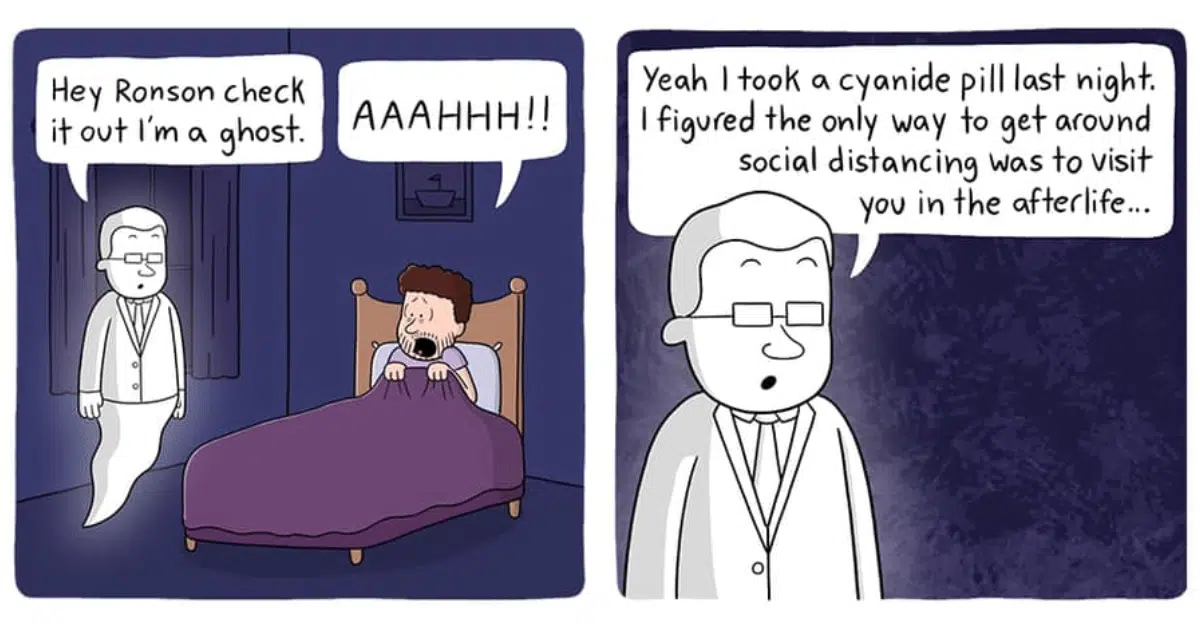 Hey Ronson check
it out I'm a ghost.
AAAHHH!!
Yeah I took a cyanide pill last night.
I figured the only way to get around
social distancing was to visit
you in the afterlife...